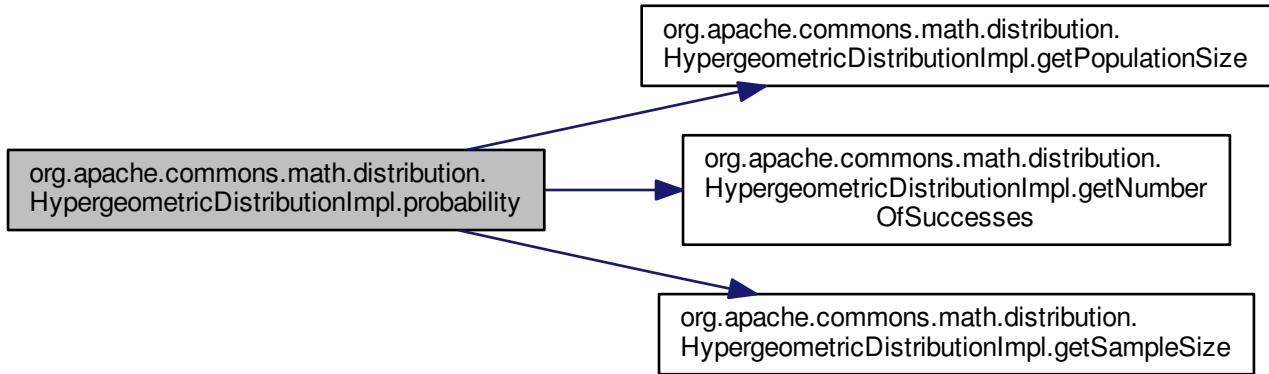 org.apache.commons.math.distribution.
HypergeometricDistributionImpl.getPopulationSize
org.apache.commons.math.distribution.
HypergeometricDistributionImpl.probability
org.apache.commons.math.distribution.
HypergeometricDistributionImpl.getNumber
OfSuccesses
org.apache.commons.math.distribution.
HypergeometricDistributionImpl.getSampleSize